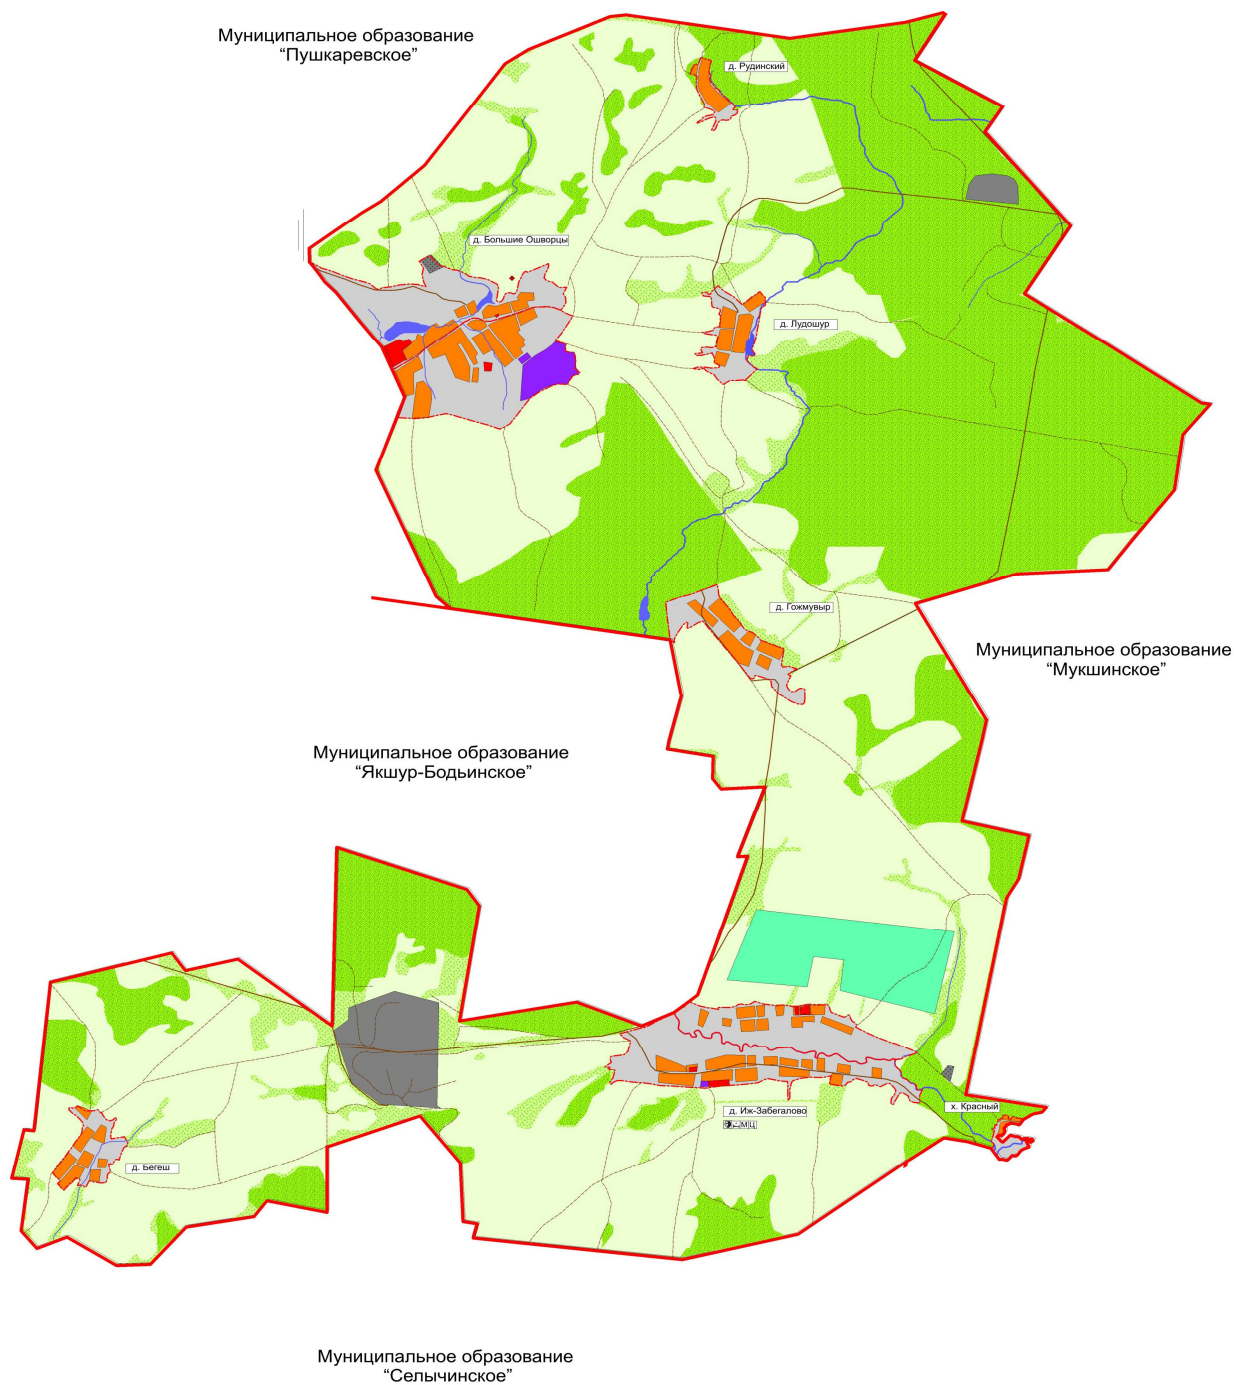 Муниципальное образование
“Пушкаревское”
д. Рудинский
д. Большие Ошворцы
д. Лудошур
д. Гожмувыр
Муниципальное образование
“Мукшинское”
Муниципальное образование
“Якшур-Бодьинское”
х. Красный
д. Иж-Забегалово
М Ц
д. Бегеш
Муниципальное образование
“Селычинское”